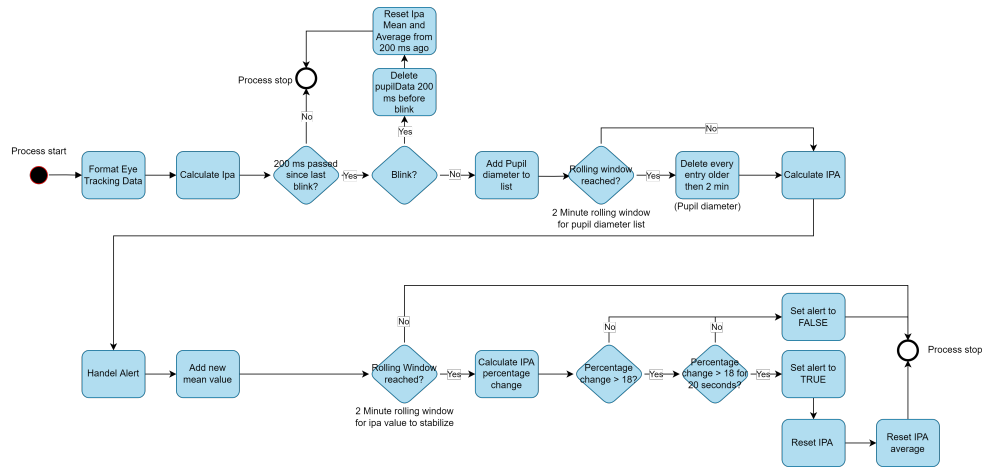 Reset Ipa
Mean and
Average from
200 ms ago
Process stop
Delete
pupilData 200
ms before
blink
No
Yes
No
Process start
Format Eye
Tracking Data
Calculate Ipa
200 ms passed
since last
blink?
Yes
Blink?
No
Add Pupil
diameter to
list
Rolling window
reached?
Yes
Delete every
entry older
then 2 min
Calculate IPA
2 Minute rolling window
for pupil diameter list
(Pupil diameter)
Set alert to
FALSE
No
No
No
Process stop
Handel Alert
Add new
mean value
Rolling Window
reached?
Yes
Calculate IPA
percentage
change
Percentage
change > 18?
Yes
Percentage
change > 18 for
20 seconds?
Yes
Set alert to
TRUE
2 Minute rolling window
for ipa value to stabilize
Reset IPA
Reset IPA
average